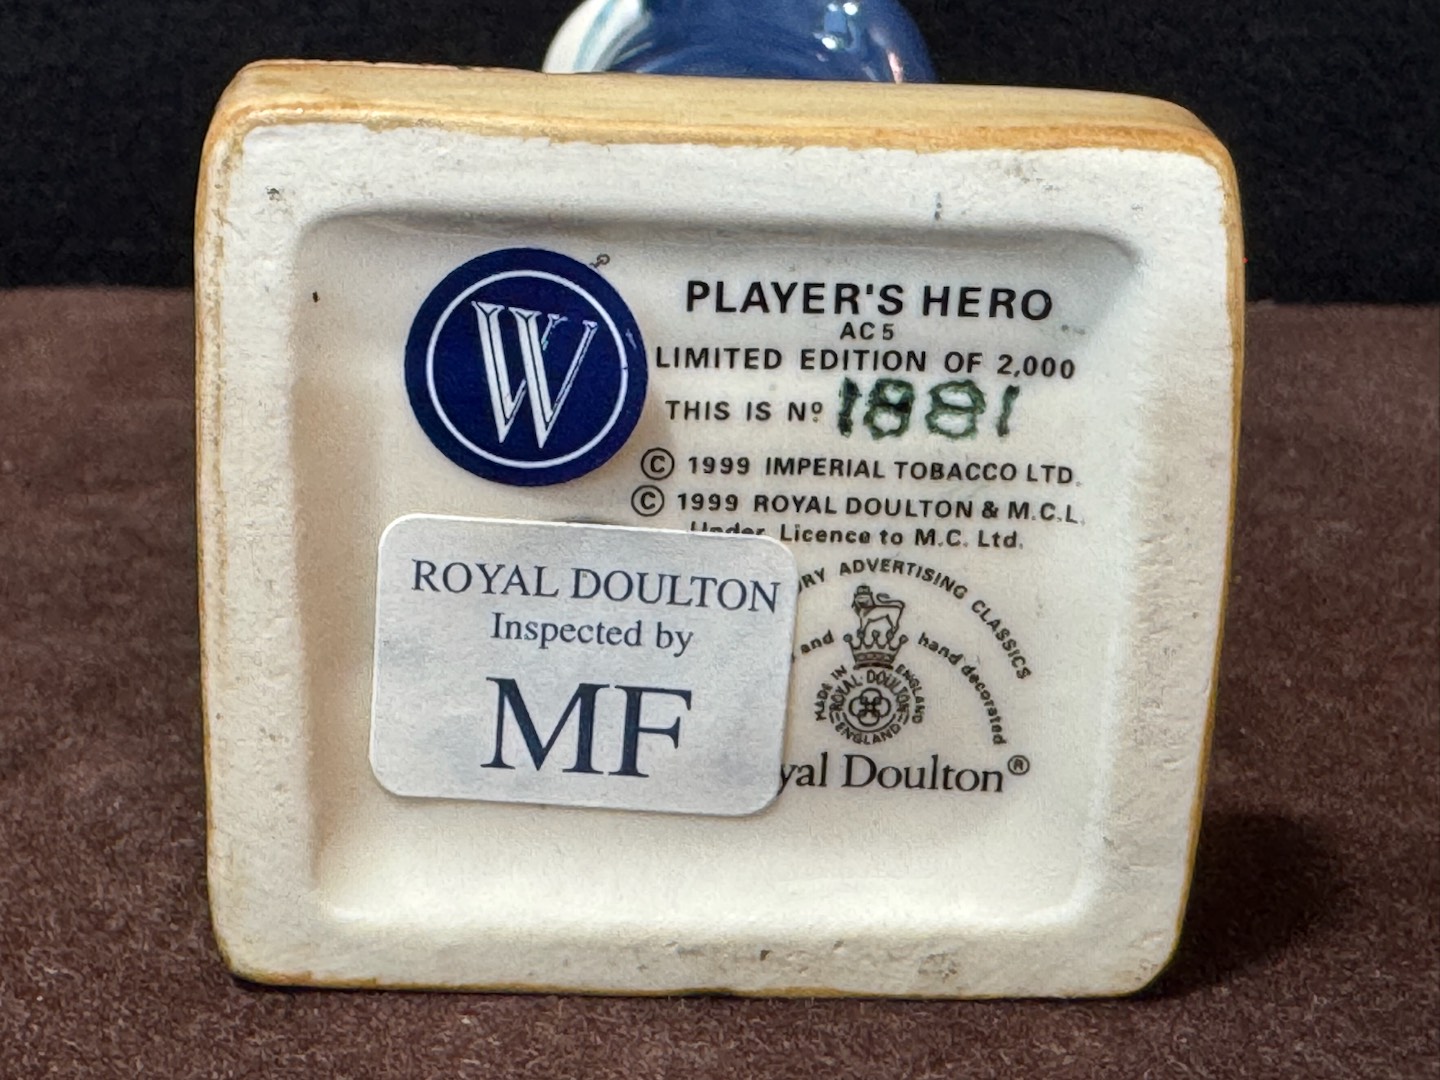 W
PLAYER'S HERO
AC5
LIMITED EDITION OF 2,000
THIS IS Nº 1881
© 1999 IMPERIAL TOBACCO LTD.
© 1999 ROYAL DOULTON & M.C.L.
Under Licence to M.C. Ltd.
ROYAL DOULTON
Inspected by
MF
ADVERTISING CLASSICS
and hand decorated
MADE IN ENGLAND
ROYAL DOULTON
ENGLAND
Doulton®